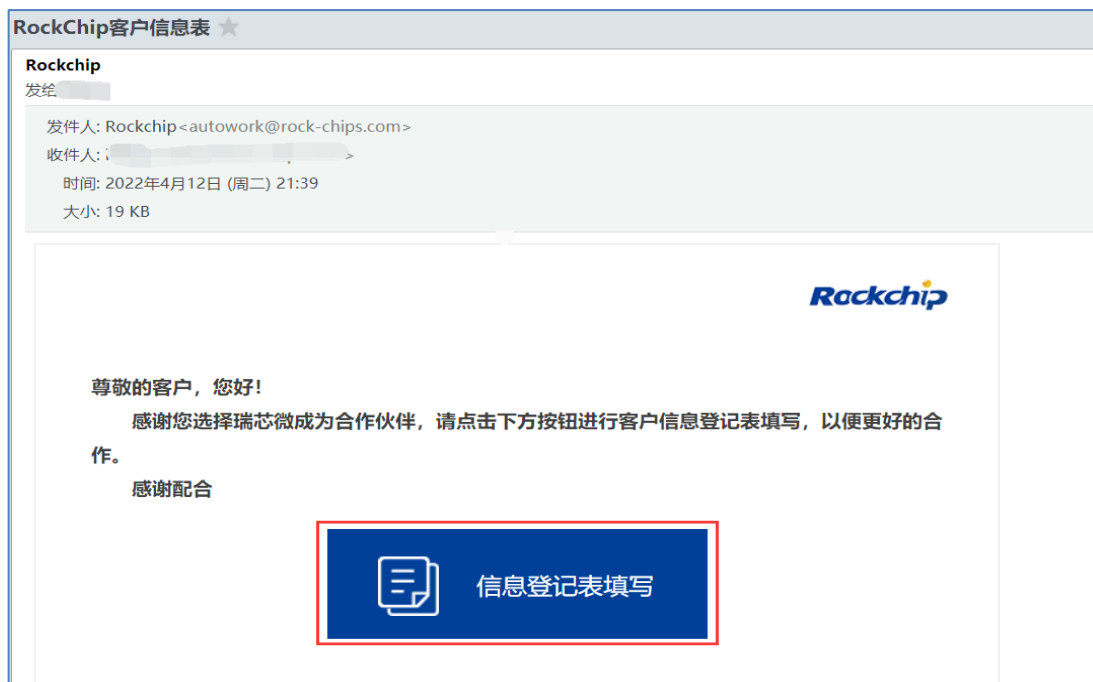 RockChip客户信息表
Rockchip
发给
发件人: Rockchip<autowork@rock-chips.com>
收件人:
时间: 2022年4月12日 (周二) 21:39
大小: 19 KB
Rockchip
尊敬的客户，您好！
感谢您选择瑞芯微成为合作伙伴，请点击下方按钮进行客户信息登记表填写，以便更好的合
作。
感谢配合
信息登记表填写